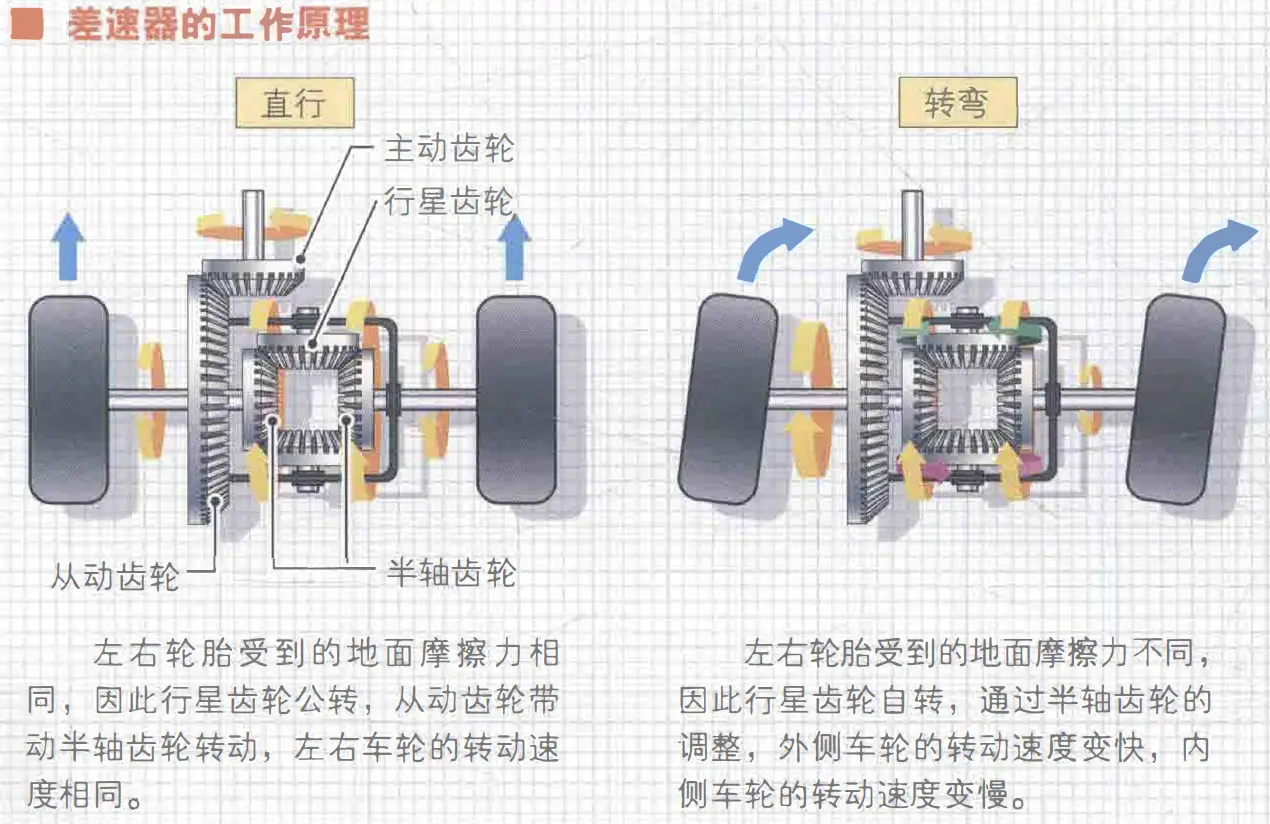 差速器的工作原理
直行
转弯
主动齿轮
行星齿轮
从动齿轮
半轴齿轮
左右轮胎受到的地面摩擦力相
同，因此行星齿轮公转，从动齿轮带
动半轴齿轮转动，左右车轮的转动速
度相同。
左右轮胎受到的地面摩擦力不同，
因此行星齿轮自转，通过半轴齿轮的
调整，外侧车轮的转动速度变快，内
侧车轮的转动速度变慢。